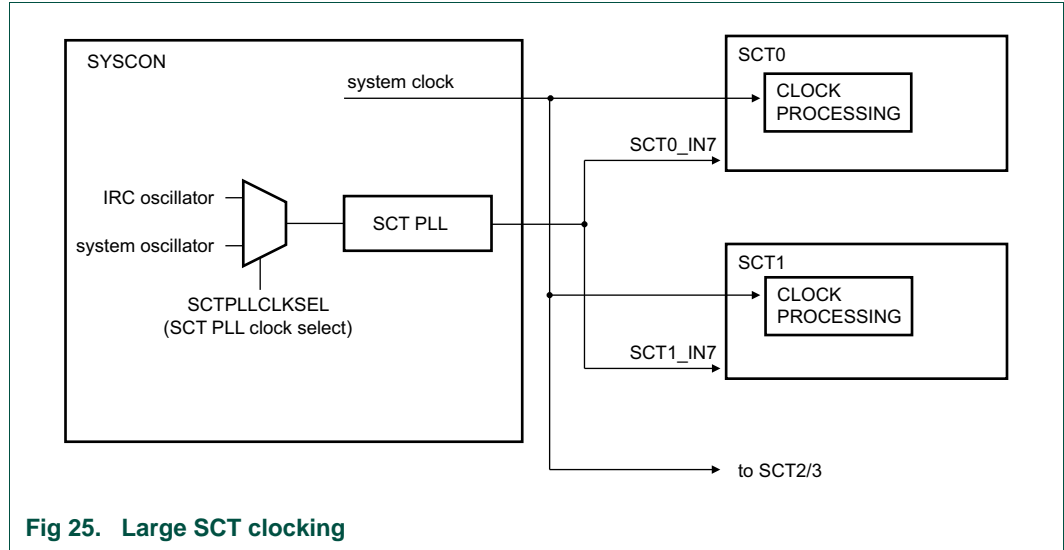 SYSCON
system clock
IRC oscillator
system oscillator
SCT PLL
SCTPLLCLKSEL
(SCT PLL clock select)
SCT0
CLOCK
PROCESSING
SCT0_IN7
SCT1
CLOCK
PROCESSING
SCT1_IN7
to SCT2/3
Fig 25. Large SCT clocking